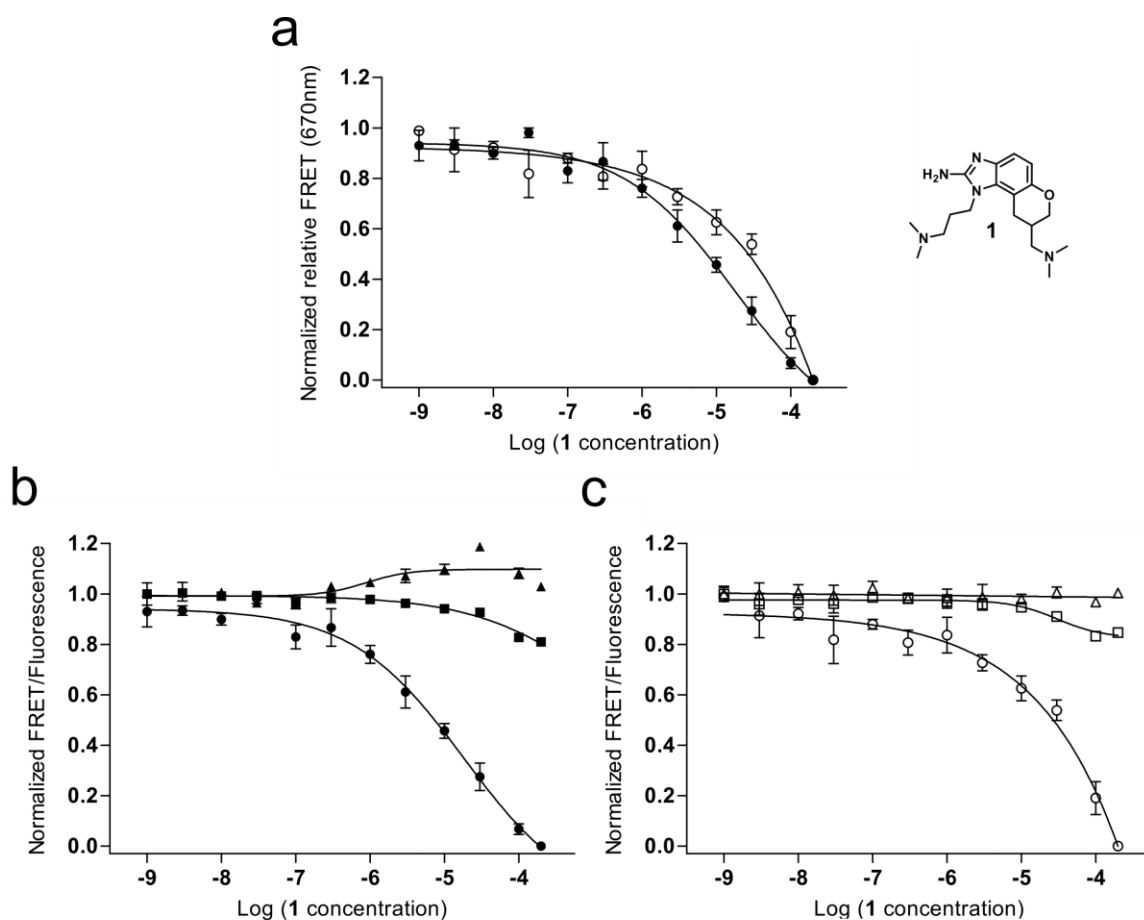 a
Normalized relative FRET (670nm)
1.2
1.0
0.8
0.6
0.4
0.2
0.0
-9 -8 -7 -6 -5 -4
Log (1 concentration)
H₂N
N
N
O
N
1
N
b
Normalized FRET/Fluorescence
1.2
1.0
0.8
0.6
0.4
0.2
0.0
-9 -8 -7 -6 -5 -4
Log (1 concentration)
c
Normalized FRET/Fluorescence
1.2
1.0
0.8
0.6
0.4
0.2
0.0
-9 -8 -7 -6 -5 -4
Log (1 concentration)